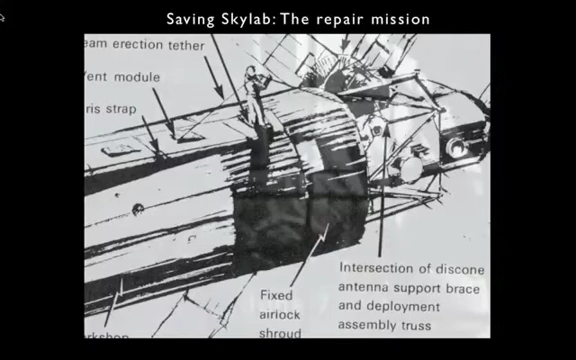 Saving Skylab: The repair mission
eam erection tether
ent module
ris strap
Intersection of discone
antenna support brace
and deployment
assembly truss
Fixed
airlock
shroud
rkshop